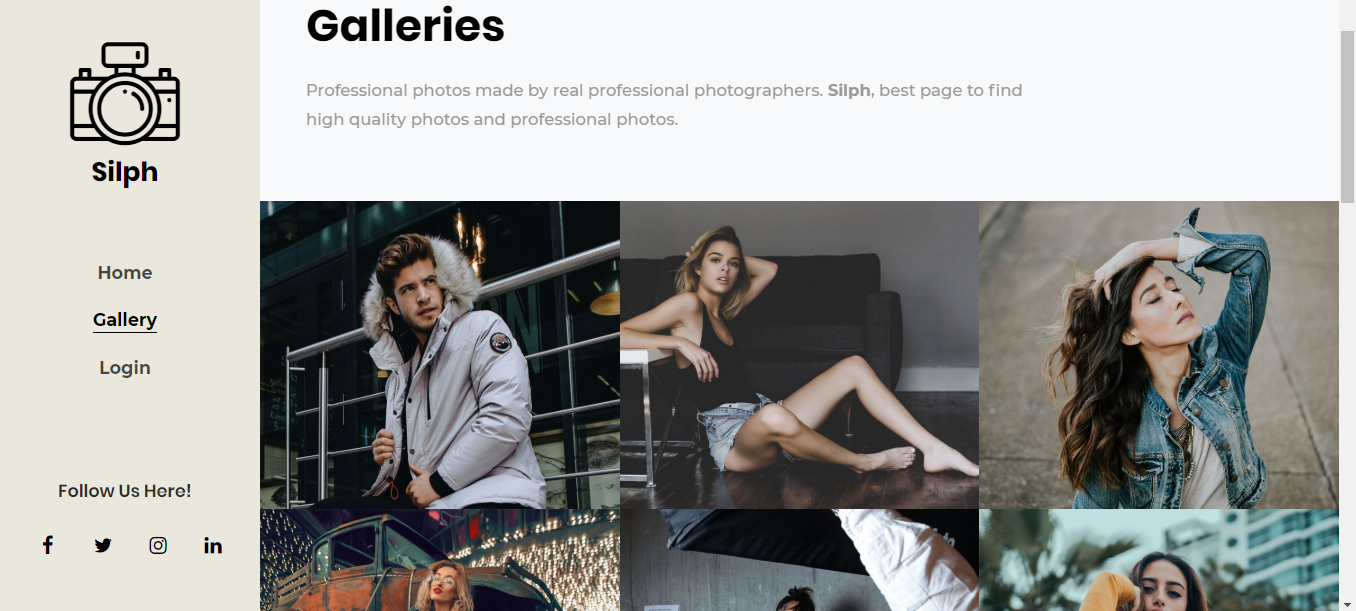 Silph
Home
Gallery
Login
Follow Us Here!
Galleries
Professional photos made by real professional photographers. Silph, best page to find
high quality photos and professional photos.